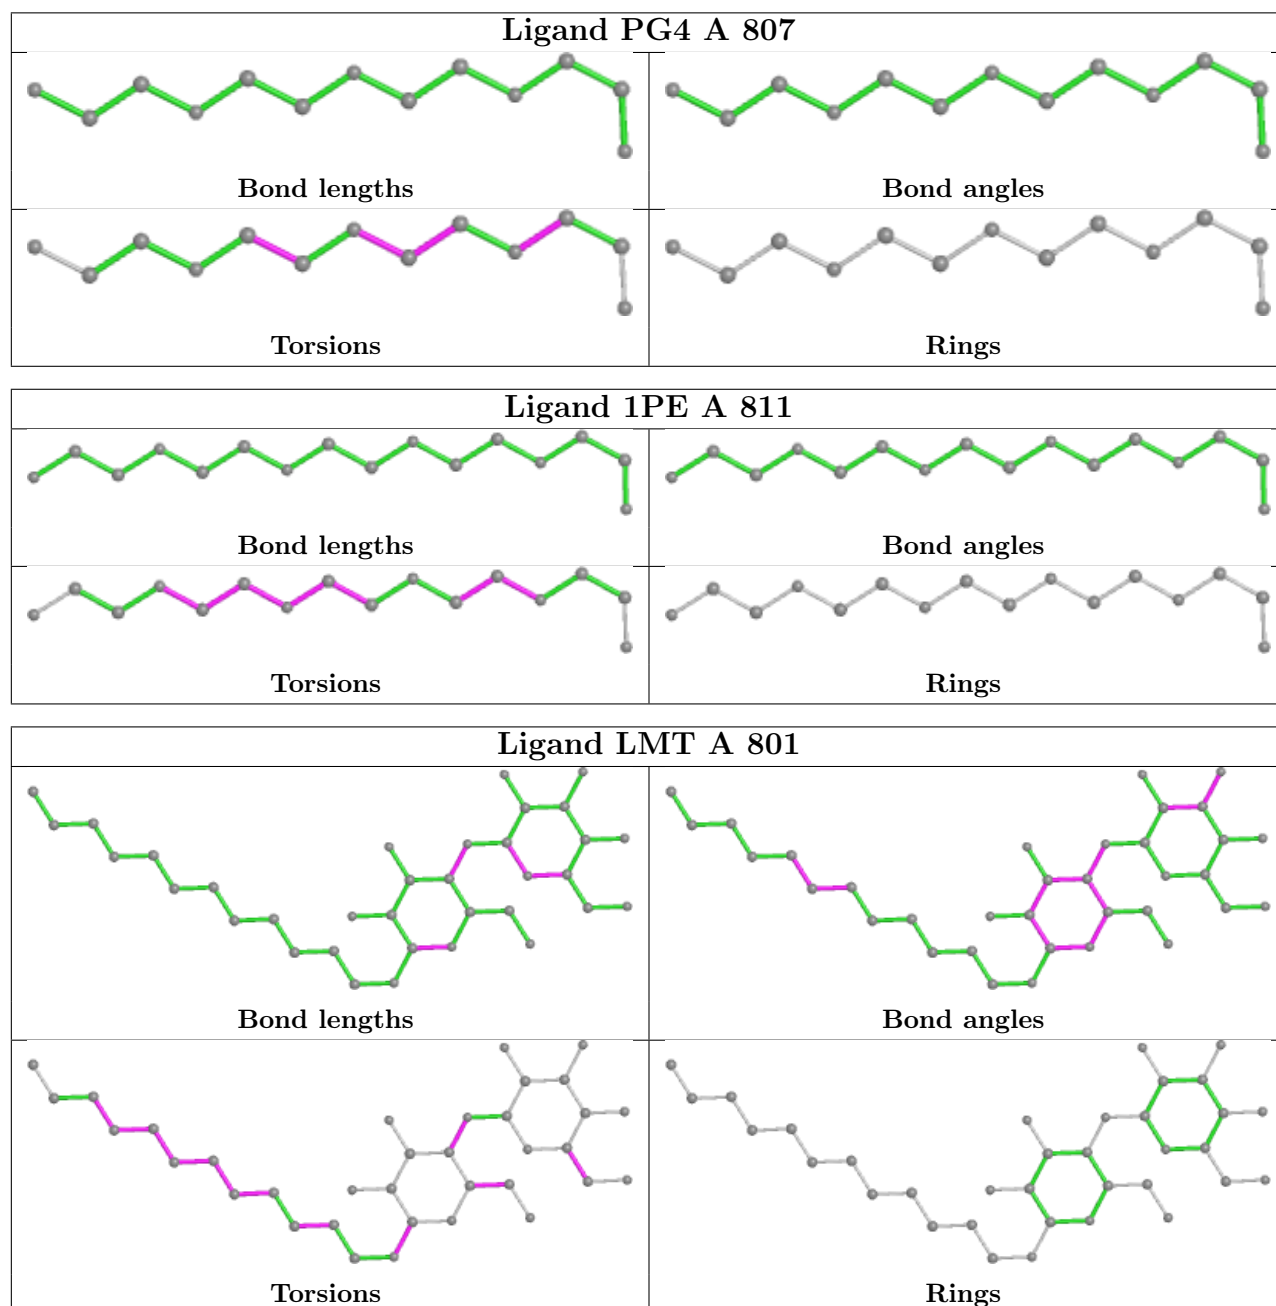 Ligand PG4 A 807
Bond lengths
Bond angles
Torsions
Rings
Ligand 1PE A 811
Bond lengths
Bond angles
Torsions
Rings
Ligand LMT A 801
Bond lengths
Bond angles
Torsions
Rings